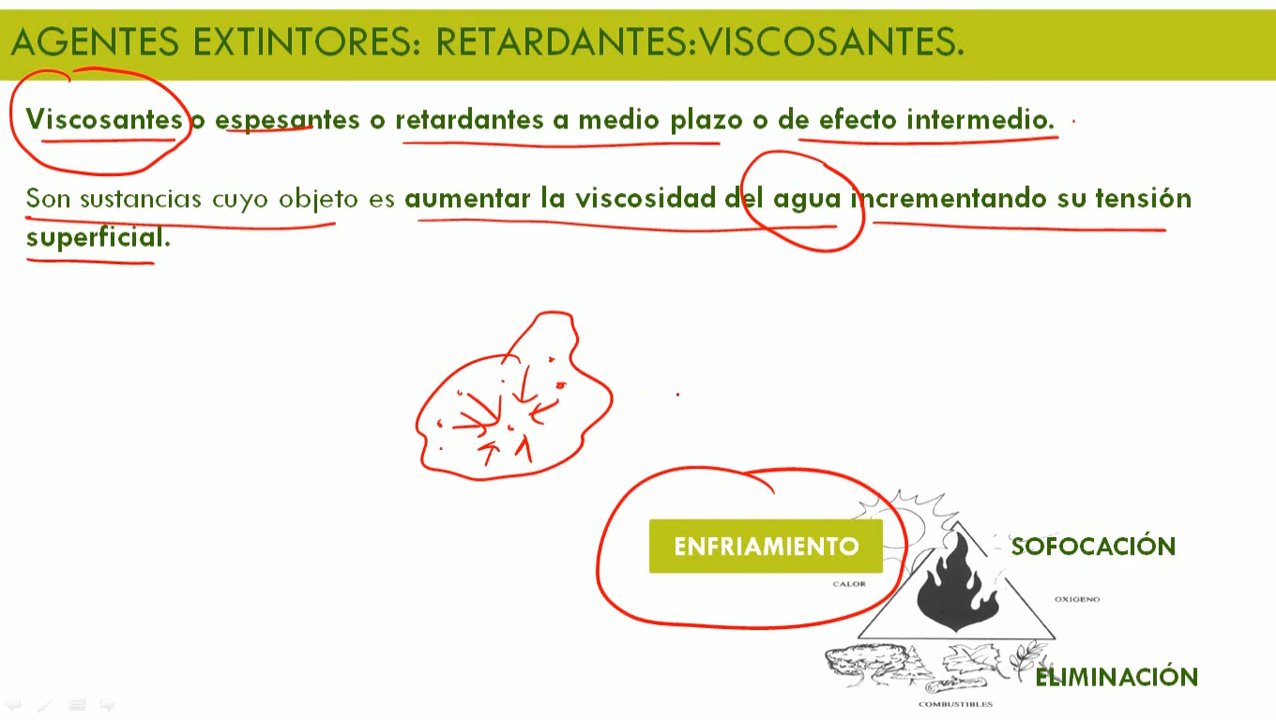 AGENTES EXTINTORES: RETARDANTES:VISCOSANTES.
Viscosantes o espesantes o retardantes a medio plazo o de efecto intermedio.
Son sustancias cuyo objeto es aumentar la viscosidad del agua incrementando su tensión
superficial.
ENFRIAMIENTO
SOFOCACIÓN
CALOR
OXIGENO
ELIMINACIÓN
COMBUSTIBLES